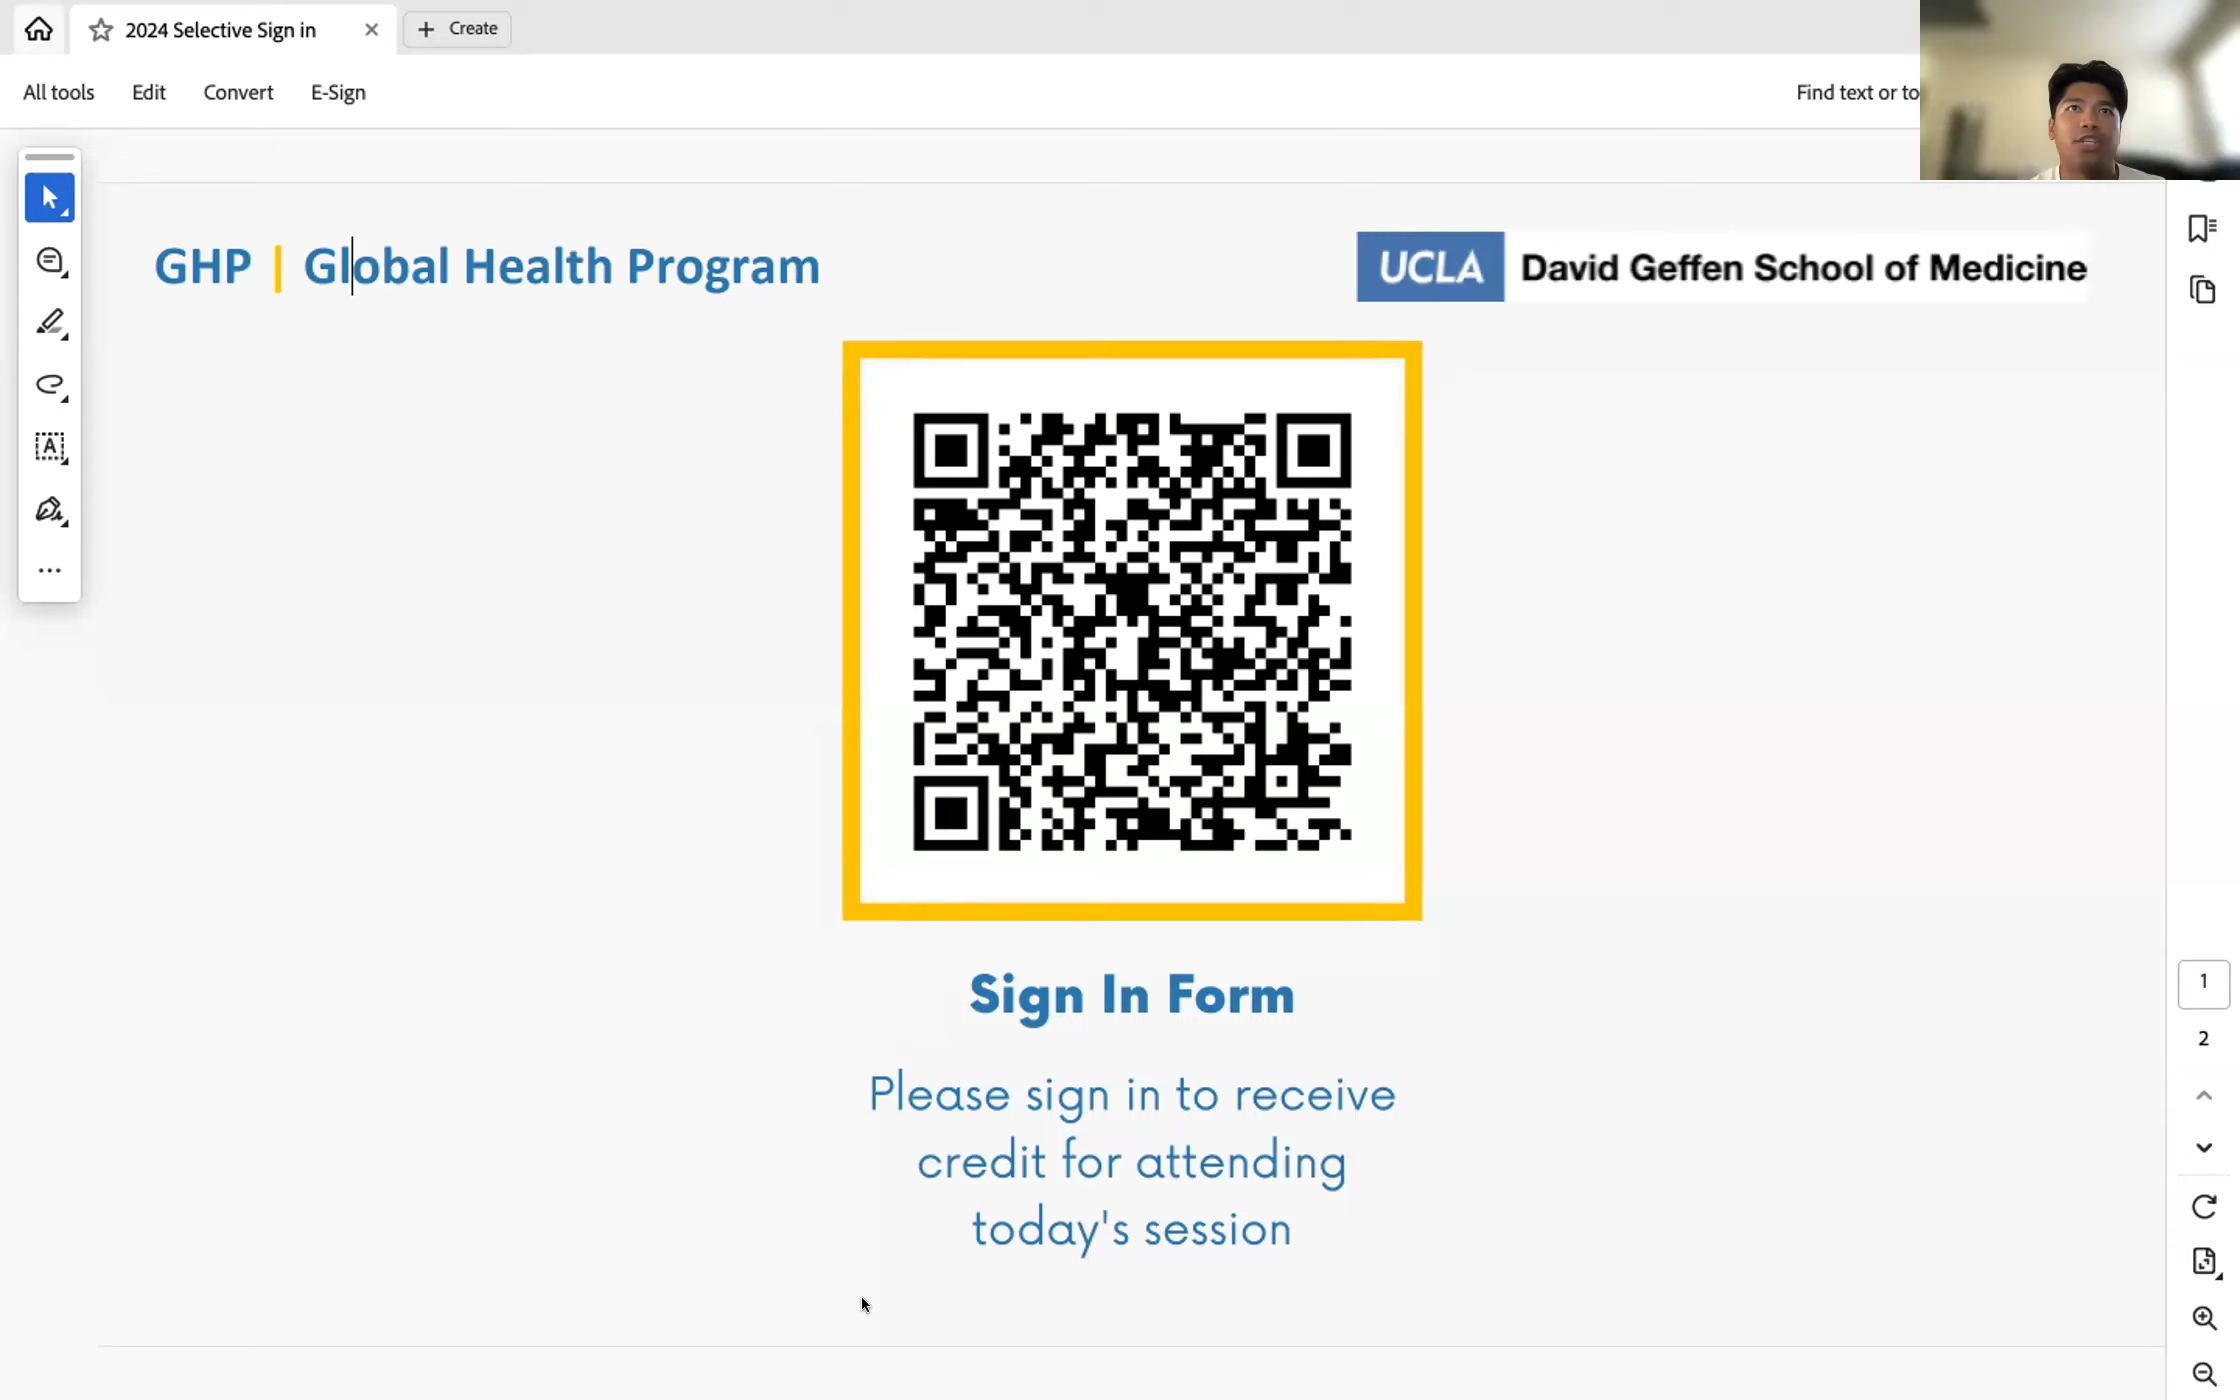 2024 Selective Sign in
Create
All tools Edit Convert E-Sign
Find text or to
GHP | Global Health Program
UCLA David Geffen School of Medicine
A
Sign In Form
Please sign in to receive
credit for attending
today's session
1
2